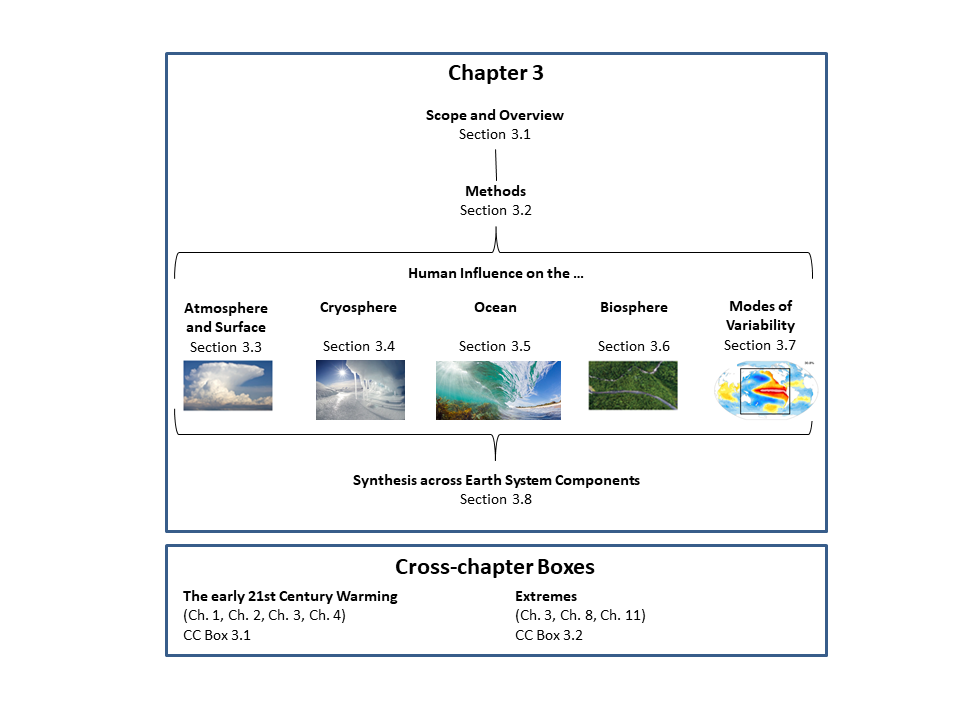 Chapter 3
Scope and Overview
Section 3.1
Methods
Section 3.2
Human Influence on the …
Atmosphere
and Surface
Section 3.3
Cryosphere
Section 3.4
Ocean
Section 3.5
Biosphere
Section 3.6
Modes of
Variability
Section 3.7
Synthesis across Earth System Components
Section 3.8
Cross-chapter Boxes
The early 21st Century Warming
(Ch. 1, Ch. 2, Ch. 3, Ch. 4)
CC Box 3.1
Extremes
(Ch. 3, Ch. 8, Ch. 11)
CC Box 3.2